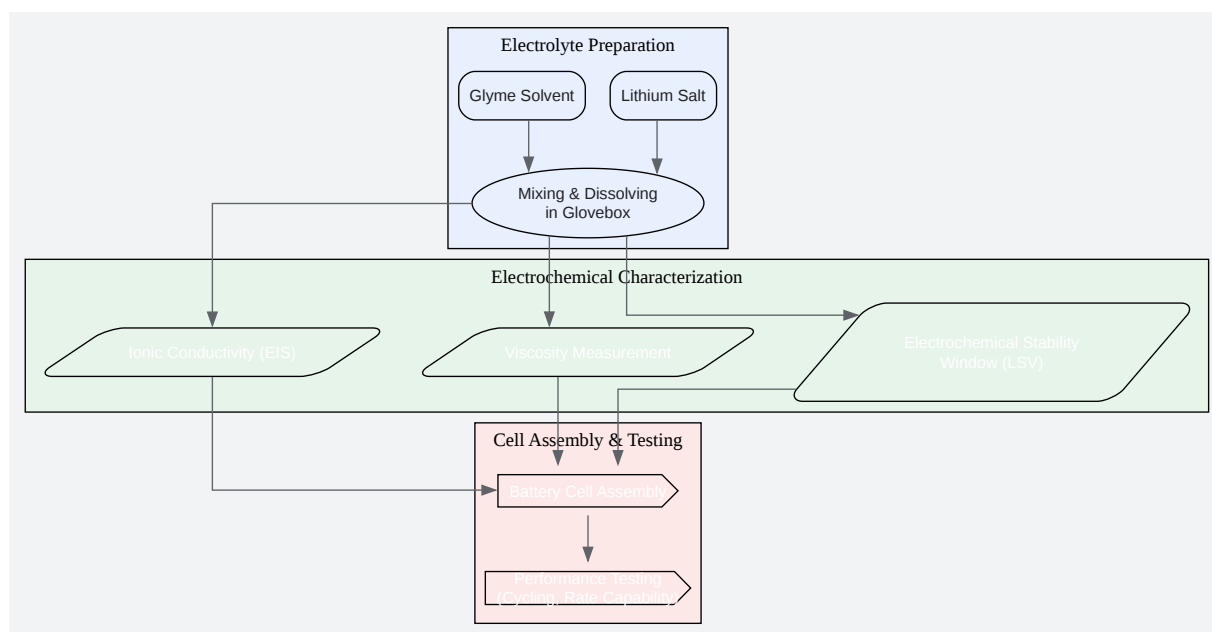 Electrolyte Preparation
Glyme Solvent
Lithium Salt
Mixing & Dissolving
in Glovebox
Electrochemical Characterization
Ionic Conductivity (EIS)
Viscosity Measurement
Electrochemical Stability
Window (LSV)
Cell Assembly & Testing
Battery Cell Assembly
Performance Testing
(Cycling, Rate Capability)